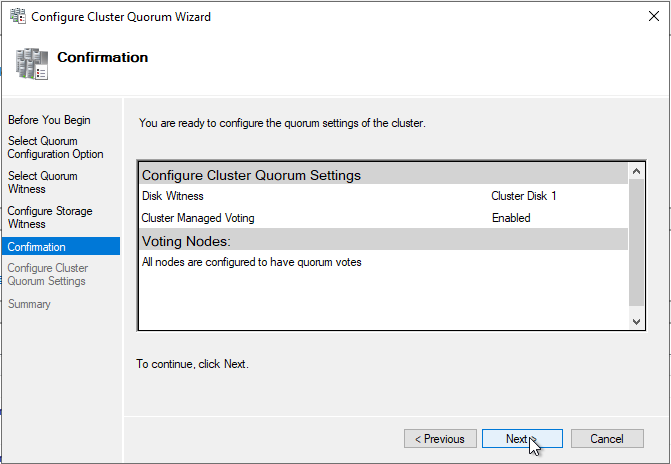 Configure Cluster Quorum Wizard
Confirmation
Before You Begin
Select Quorum
Configuration Option
Select Quorum
Witness
Configure Storage
Witness
Confirmation
Configure Cluster
Quorum Settings
Summary
You are ready to configure the quorum settings of the cluster.
Configure Cluster Quorum Settings
Disk Witness Cluster Disk 1
Cluster Managed Voting Enabled
Voting Nodes:
All nodes are configured to have quorum votes
To continue, click Next.
< Previous Next > Cancel